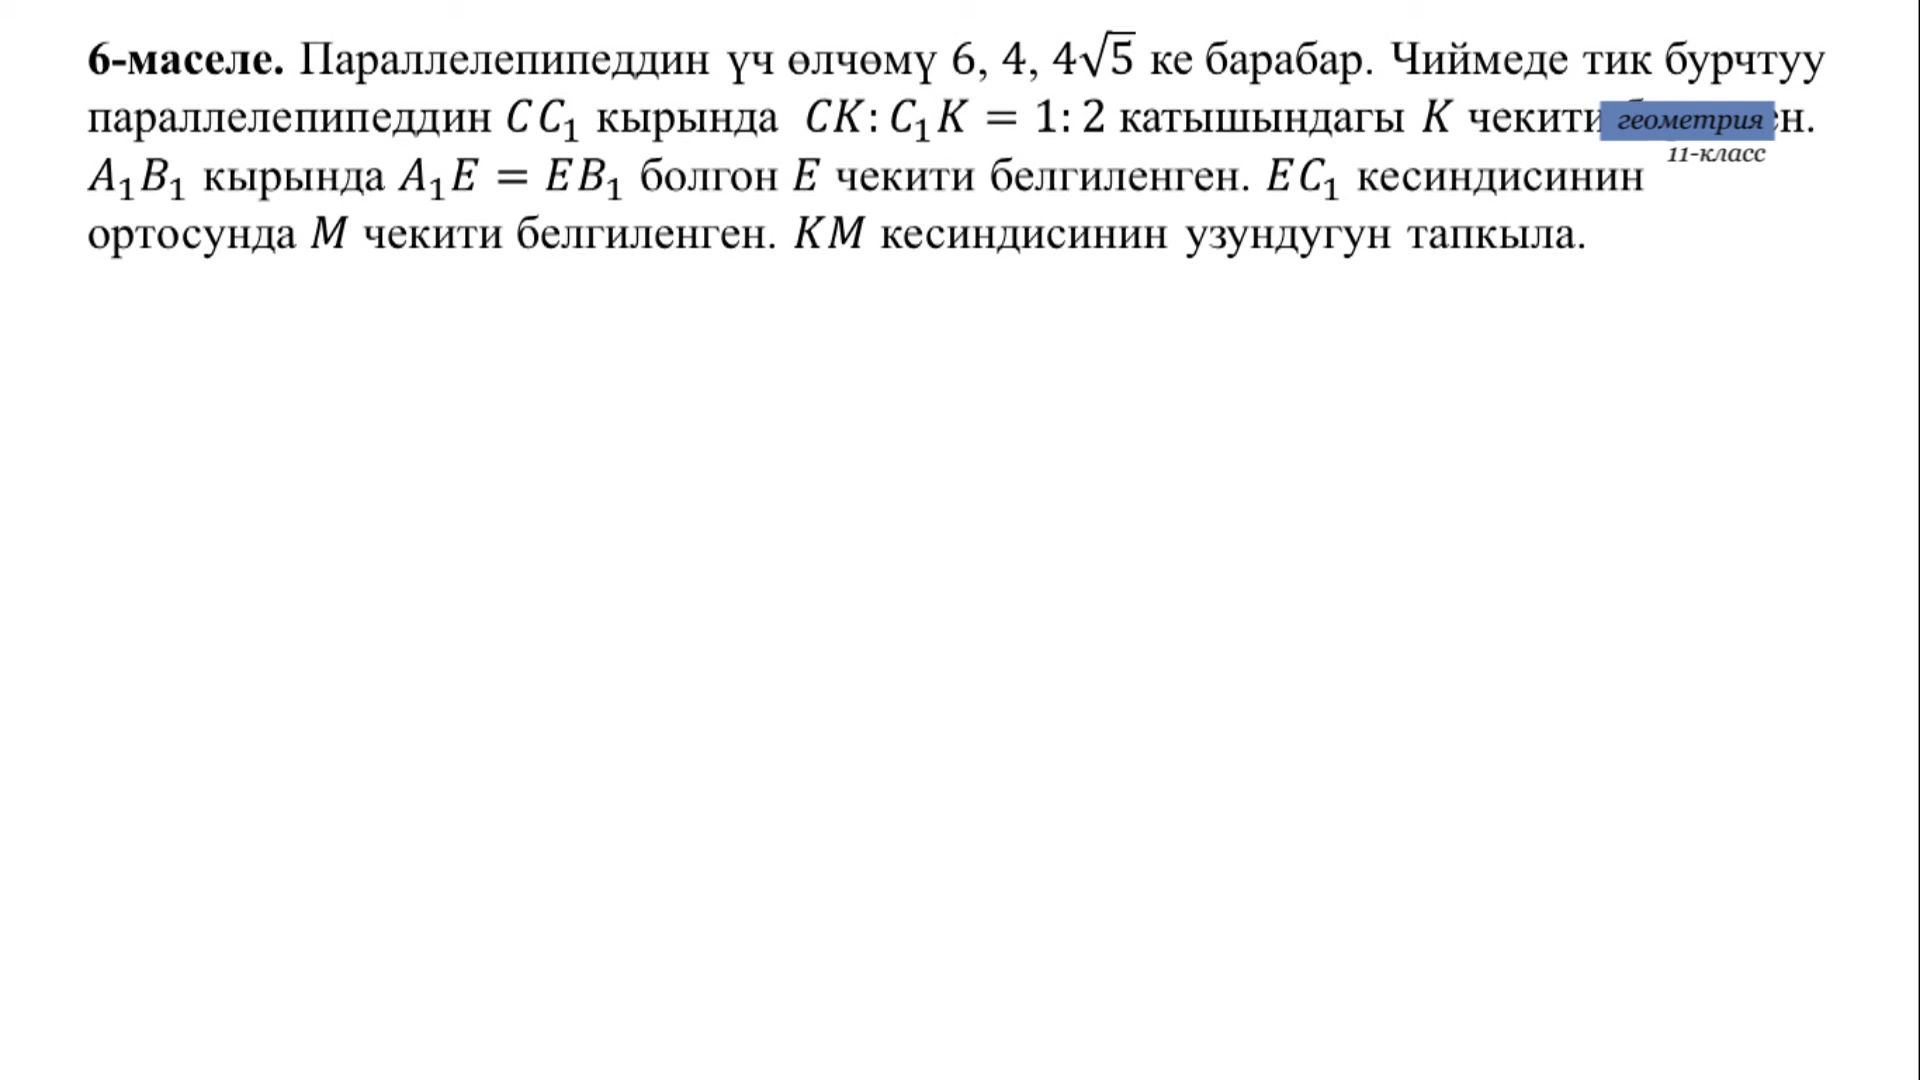 6-маселе. Параллелепипеддин үч өлчөмү 6, 4, 4√5 ке барабар. Чиймеде тик бурчтуу
параллелепипеддин CC₁ кырында CK: C₁K = 1: 2 катышындагы K чекити
геометрия
11-класс
A₁B₁ кырында A₁E = EB₁ болгон E чекити белгиленген. EC₁ кесиндисинин
ортосунда M чекити белгиленген. KM кесиндисинин узундугун тапкыла.